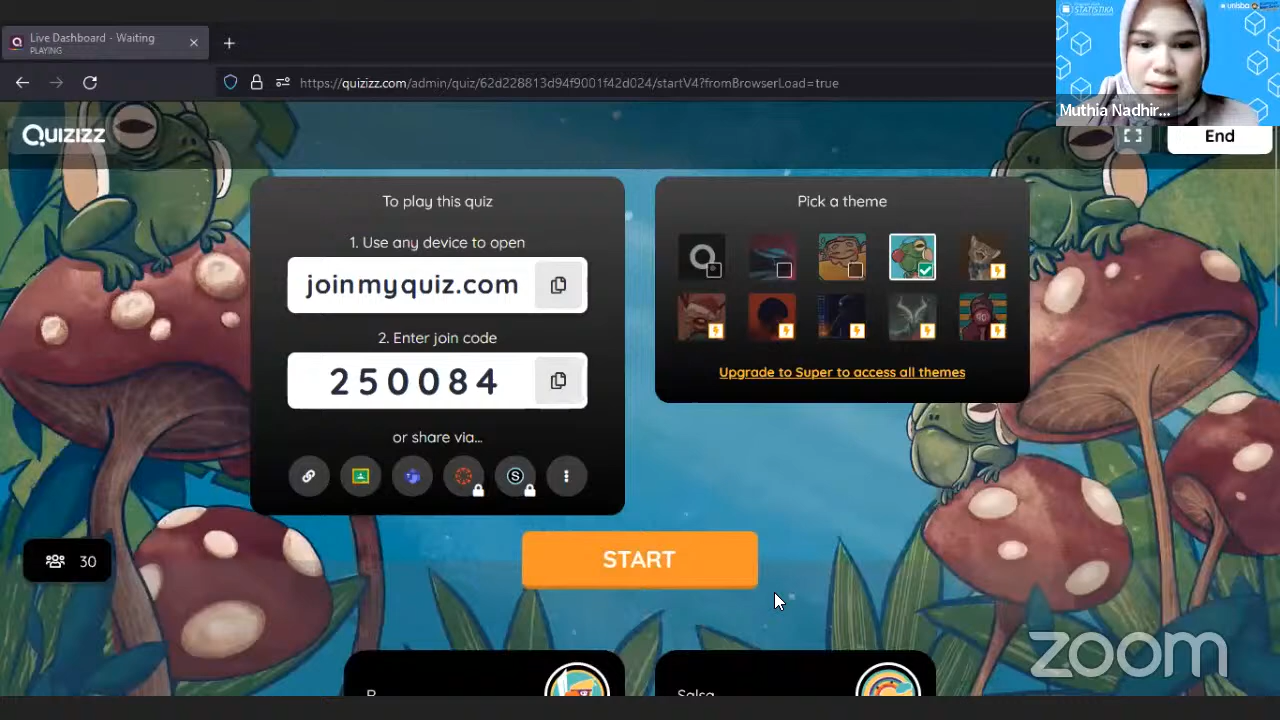 Live Dashboard - Waiting
PLAYING
https://quizizz.com/admin/quiz/62d228813d94f9001f42d024/startV4?fromBrowserLoad=true
STATISTIKA
unisba
Muthia Nadhir...
Quizizz
End
To play this quiz
1. Use any device to open
joinmyquiz.com
2. Enter join code
250084
or share via...
Pick a theme
Upgrade to Super to access all themes
START
30
Salsa
zoom